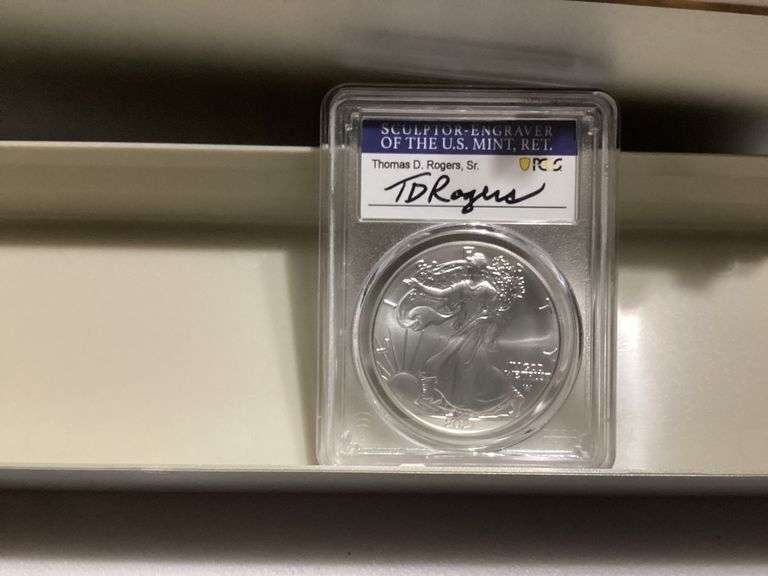 SCULPTOR-ENGRAVER
OF THE U.S. MINT, RET.
Thomas D. Rogers, Sr. PCGS
TDRogers